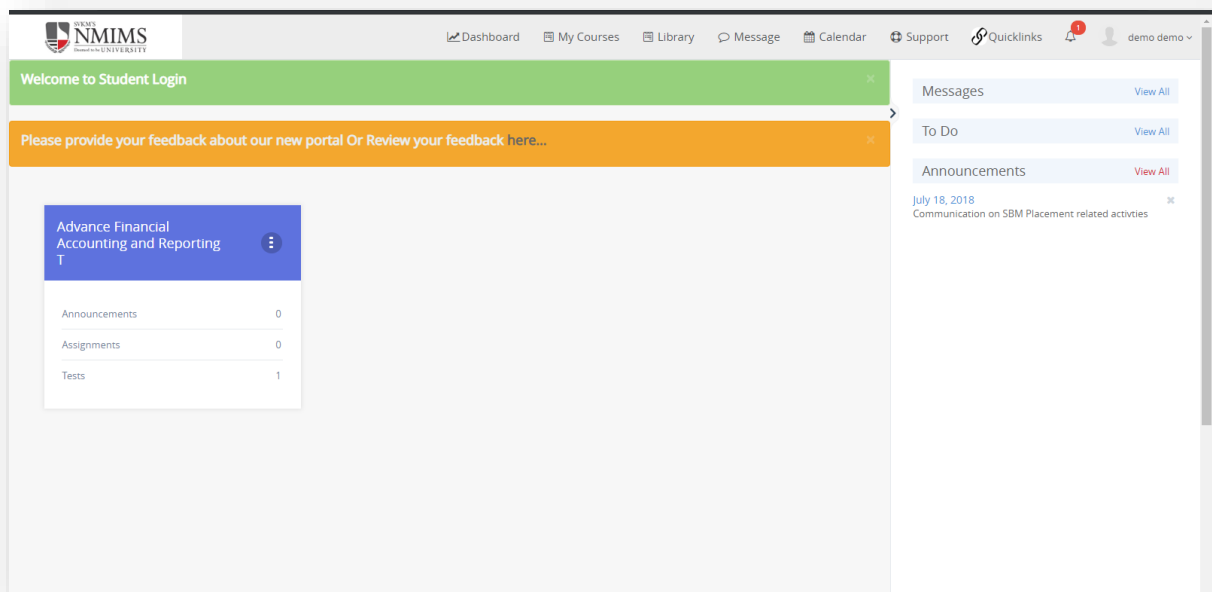 SVKM'S
NMIMS
Deemed to be UNIVERSITY
Dashboard
My Courses
Library
Message
Calendar
Support
Quicklinks
1
demo demo
Welcome to Student Login
Please provide your feedback about our new portal Or Review your feedback here...
Advance Financial
Accounting and Reporting
T
Announcements 0
Assignments 0
Tests 1
Messages View All
To Do View All
Announcements View All
July 18, 2018
Communication on SBM Placement related activties